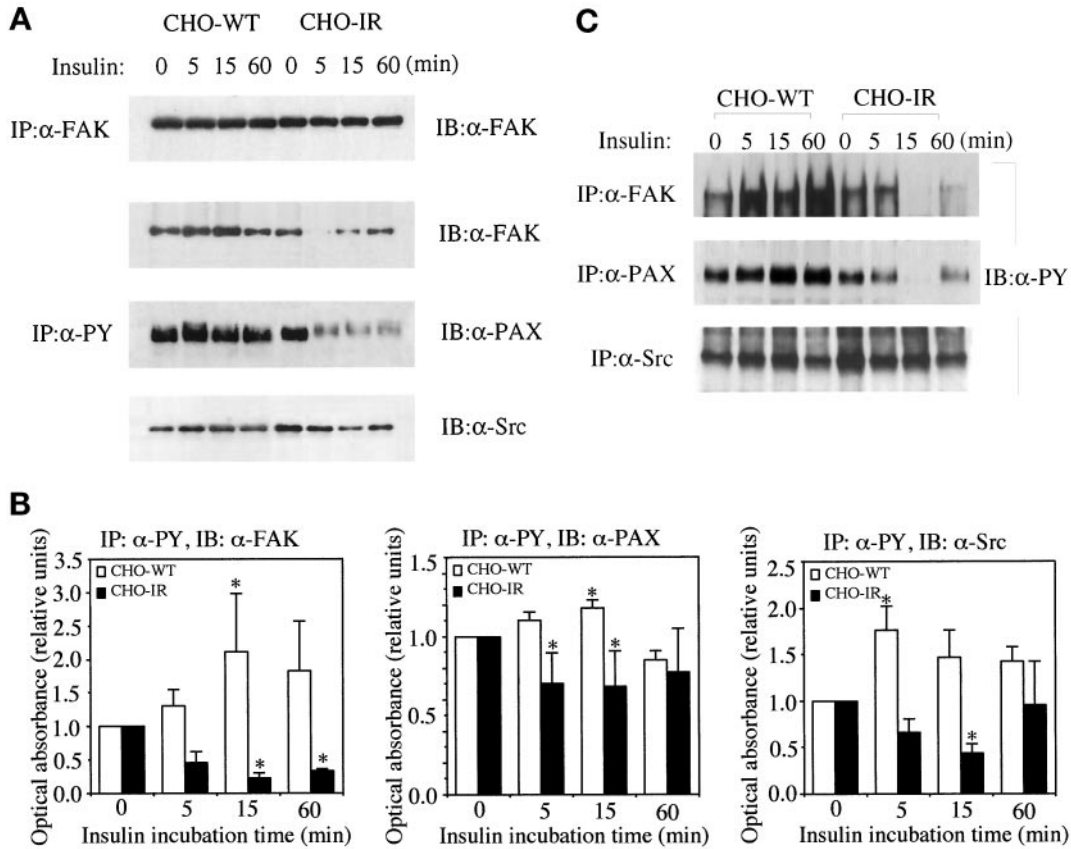 A
CHO-WT CHO-IR
Insulin: 0 5 15 60 0 5 15 60 (min)
IP:α-FAK IB:α-FAK
IB:α-FAK
IP:α-PY IB:α-PAX
IB:α-Src
C
CHO-WT CHO-IR
Insulin: 0 5 15 60 0 5 15 60 (min)
IP:α-FAK
IP:α-PAX IB:α-PY
IP:α-Src
B
IP: α-PY, IB: α-FAK
Optical absorbance (relative units)
3.5
3.0
2.5
2.0
1.5
1.0
0.5
0.0
CHO-WT
CHO-IR
*
*
*
0 5 15 60
Insulin incubation time (min)
IP: α-PY, IB: α-PAX
Optical absorbance (relative units)
1.5
1.0
0.5
0.0
CHO-WT
CHO-IR
*
*
*
0 5 15 60
Insulin incubation time (min)
IP: α-PY, IB: α-Src
Optical absorbance (relative units)
2.5
2.0
1.5
1.0
0.5
0.0
CHO-WT
CHO-IR
*
*
0 5 15 60
Insulin incubation time (min)